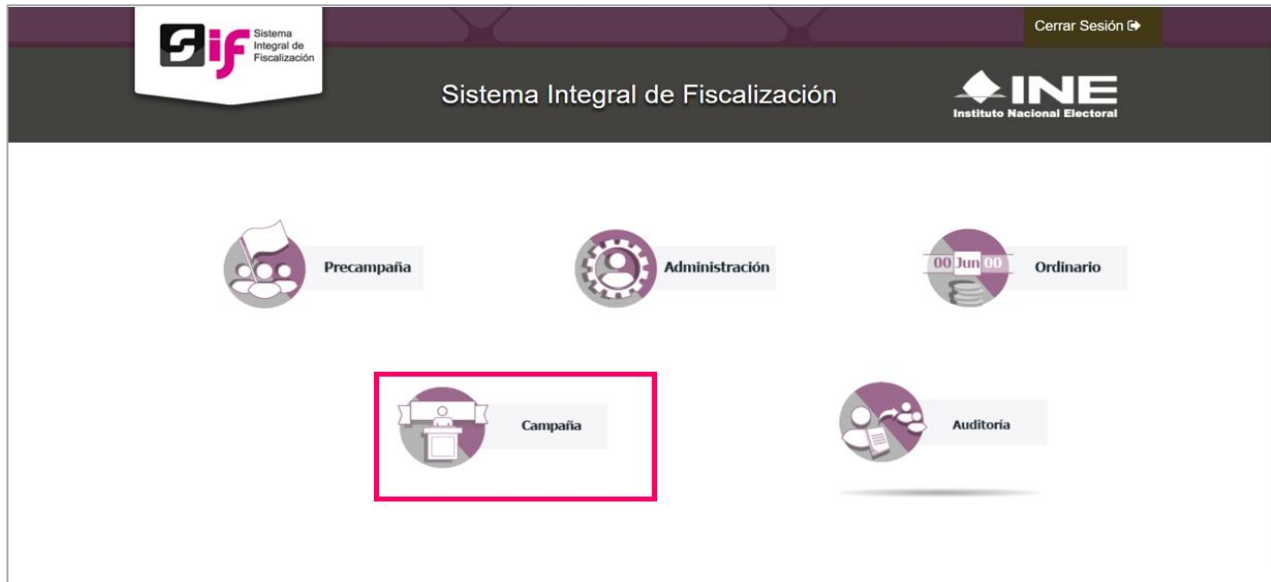 Sif
Sistema
Integral de
Fiscalización
Cerrar Sesión
Sistema Integral de Fiscalización
INE
Instituto Nacional Electoral
Precampaña
Administración
00 Jun 00
Ordinario
Campaña
Auditoría